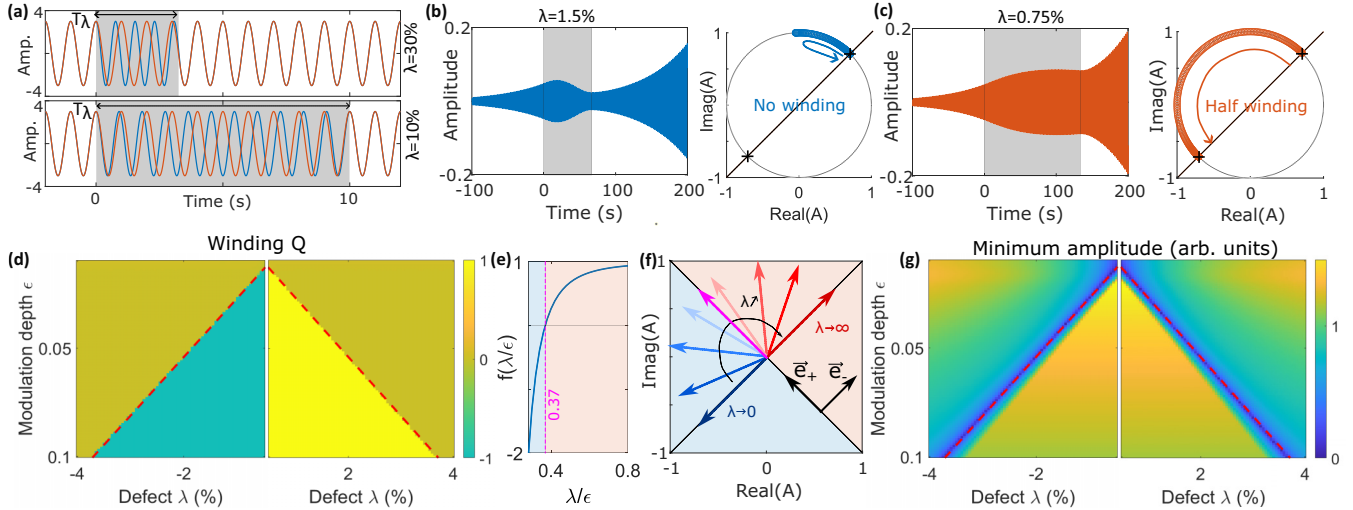 (a)
4
Amp.
-4
Tλ
λ=30%
4
Amp.
-4
Tλ
λ=10%
0
10
Time (s)
(b)
λ=1.5%
0.2
Amplitude
-0.2
-100
0
100
200
Time (s)
1
Imag(A)
-1
No winding
-1
0
1
Real(A)
(c)
λ=0.75%
0.2
Amplitude
-0.2
-100
0
100
200
Time (s)
1
Imag(A)
-1
Half winding
-1
0
1
Real(A)
(d)
Winding Q
Modulation depth ϵ
0.05
0.1
-4
-2
2
4
Defect λ (%)
Defect λ (%)
1
0
-1
(e)
1
f(λ/ϵ)
-2
0.37
0.4
0.8
λ/ϵ
(f)
1
Imag(A)
-1
λ↗
λ→∞
e⃗+
e⃗-
λ→0
-1
0
1
Real(A)
(g)
Minimum amplitude (arb. units)
Modulation depth ϵ
0.05
0.1
-4
-2
2
4
Defect λ (%)
Defect λ (%)
1
0